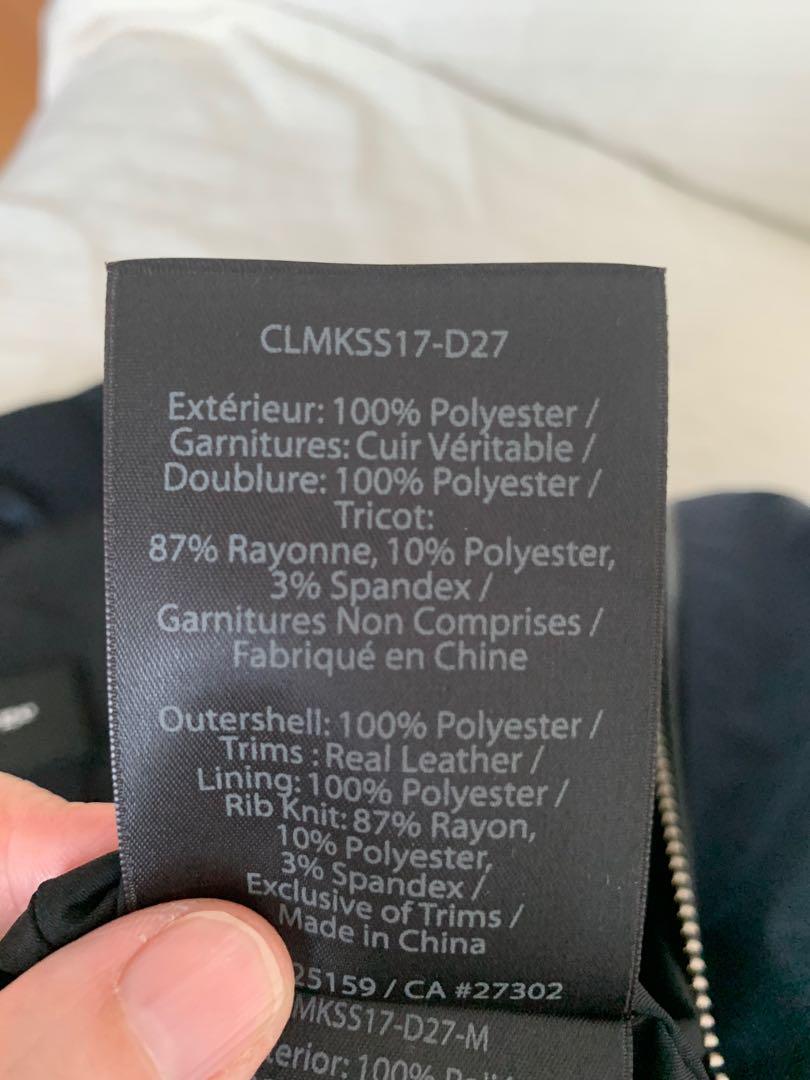 CLMKSS17-D27
Extérieur: 100% Polyester /
Garnitures: Cuir Véritable /
Doublure: 100% Polyester /
Tricot:
87% Rayonne, 10% Polyester,
3% Spandex /
Garnitures Non Comprises /
Fabriqué en Chine
Outershell: 100% Polyester /
Trims : Real Leather /
Lining: 100% Polyester /
Rib Knit: 87% Rayon,
10% Polyester,
3% Spandex /
Exclusive of Trims /
Made in China
25159 / CA #27302
MKSS17-D27-M
erior: 100%